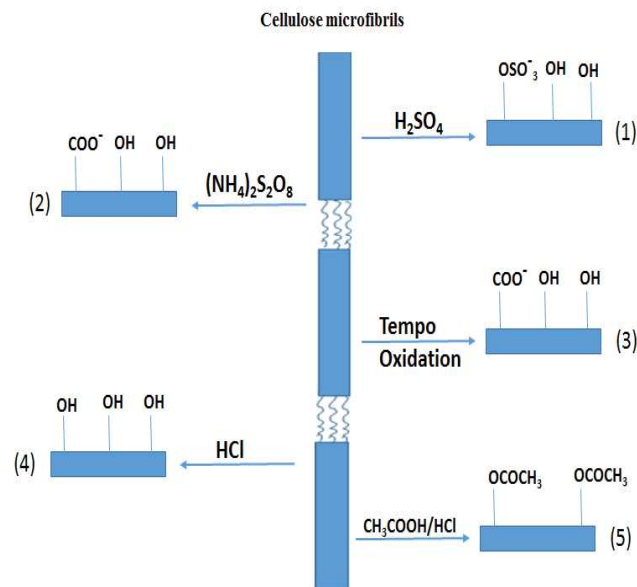 Cellulose microfibrils
OSO⁻₃ OH OH
H₂SO₄
(1)
COO⁻ OH OH
(NH₄)₂S₂O₈
(2)
COO⁻ OH OH
Tempo
Oxidation
(3)
OH OH OH
HCl
(4)
OCOCH₃ OCOCH₃
CH₃COOH/HCl
(5)